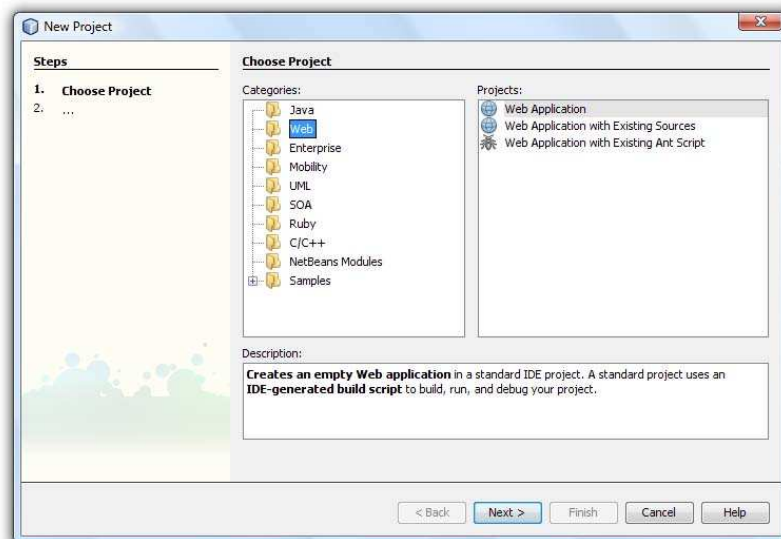 New Project
Steps
1. Choose Project
2. ...
Choose Project
Categories:
Java
Web
Enterprise
Mobility
UML
SOA
Ruby
C/C++
NetBeans Modules
Samples
Projects:
Web Application
Web Application with Existing Sources
Web Application with Existing Ant Script
Description:
Creates an empty Web application in a standard IDE project. A standard project uses an
IDE-generated build script to build, run, and debug your project.
< Back
Next >
Finish
Cancel
Help